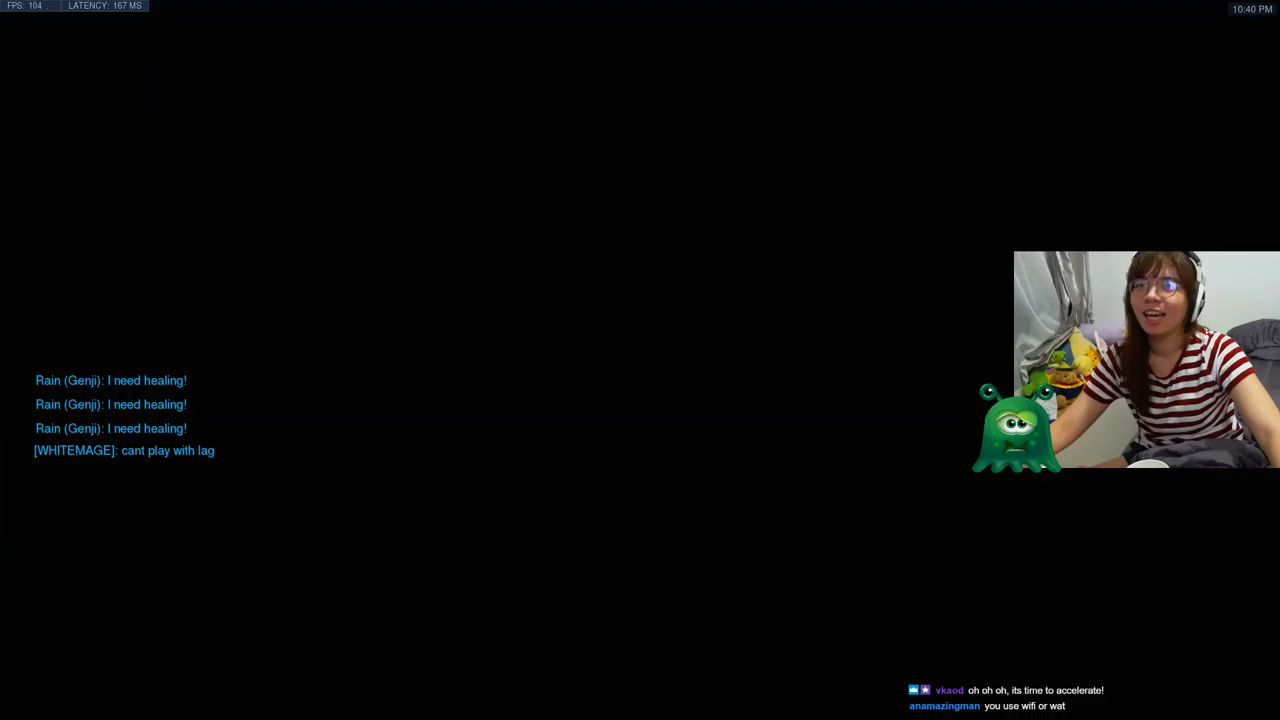 FPS: 104 LATENCY: 167 MS
10:40 PM
Rain (Genji): I need healing!
Rain (Genji): I need healing!
Rain (Genji): I need healing!
[WHITEMAGE]: cant play with lag
vkaod oh oh oh, its time to accelerate!
anamazingman you use wifi or wat